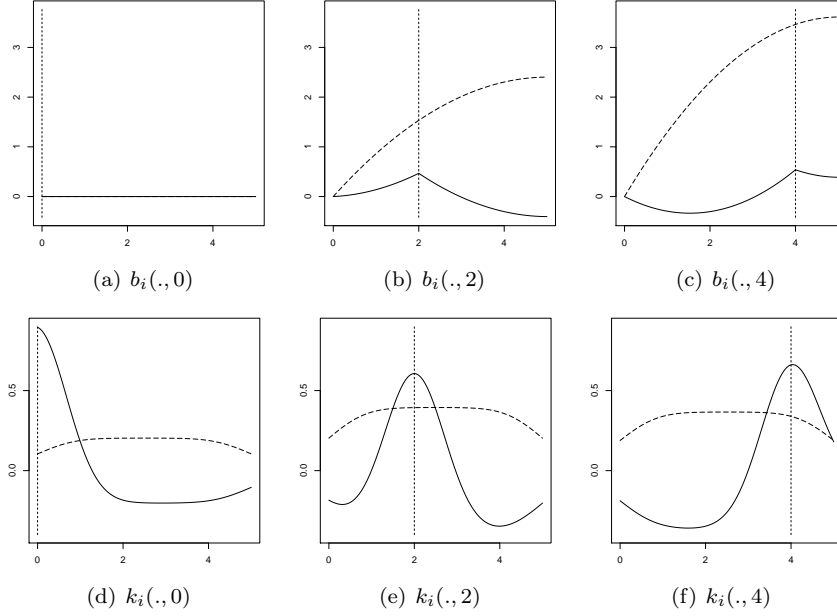 3
2
1
0
0 2 4
(a) b_i(., 0)
3
2
1
0
0 2 4
(b) b_i(., 2)
3
2
1
0
0 2 4
(c) b_i(., 4)
0.5
0.0
0 2 4
(d) k_i(., 0)
0.5
0.0
0 2 4
(e) k_i(., 2)
0.5
0.0
0 2 4
(f) k_i(., 4)